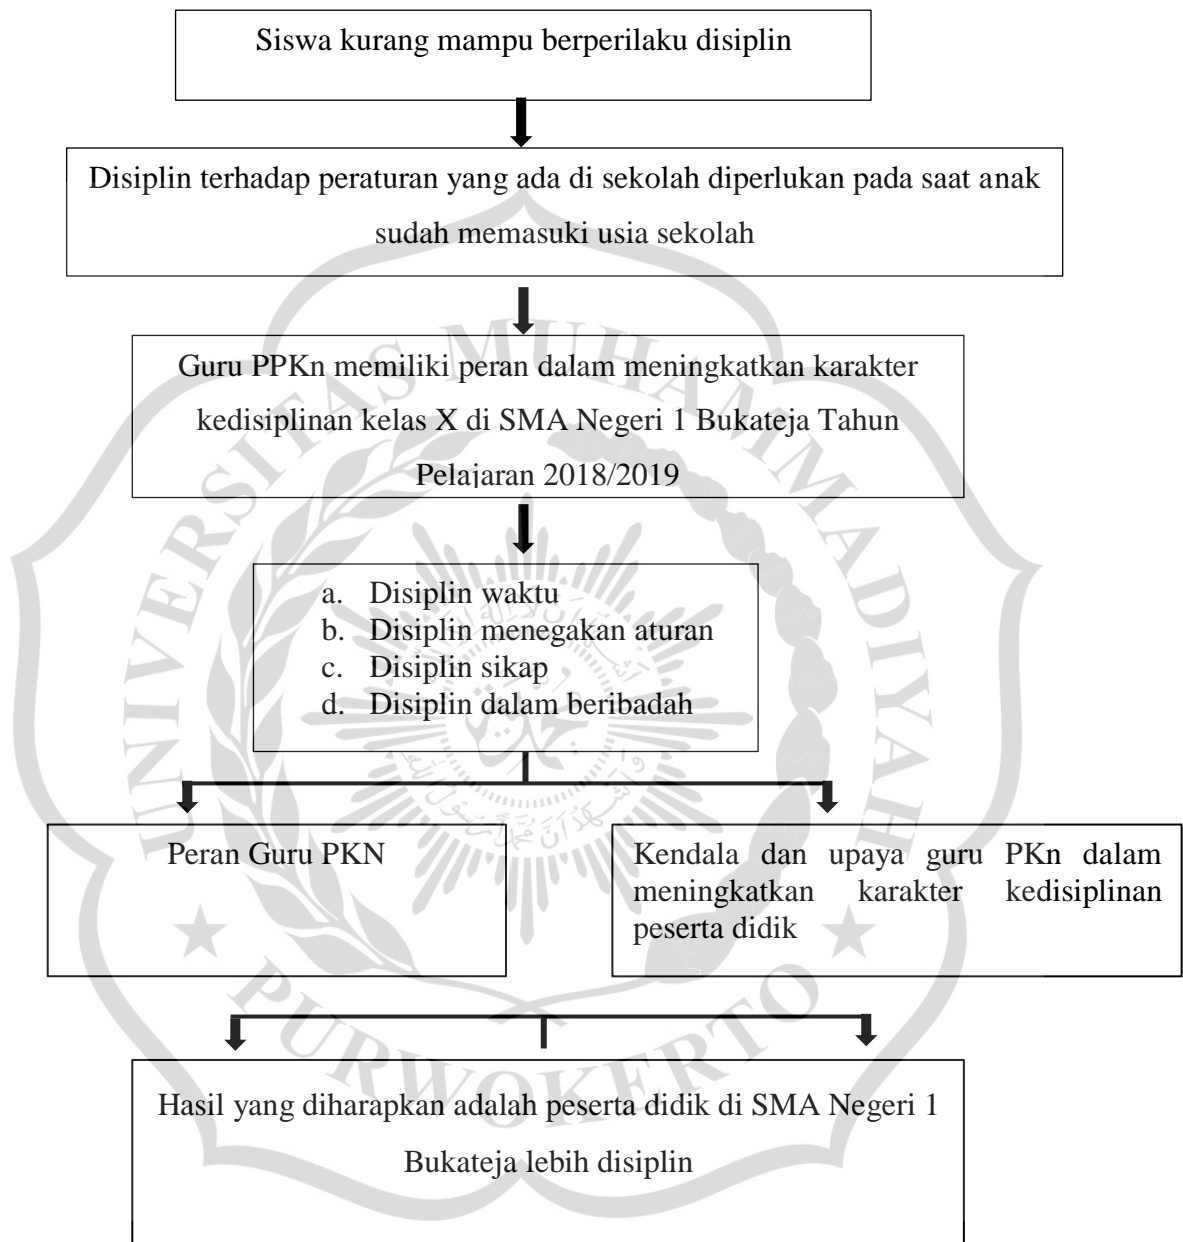 Siswa kurang mampu berperilaku disiplin
Disiplin terhadap peraturan yang ada di sekolah diperlukan pada saat anak
sudah memasuki usia sekolah
Guru PPKn memiliki peran dalam meningkatkan karakter
kedisiplinan kelas X di SMA Negeri 1 Bukateja Tahun
Pelajaran 2018/2019
a. Disiplin waktu
b. Disiplin menegakan aturan
c. Disiplin sikap
d. Disiplin dalam beribadah
Peran Guru PKN
Kendala dan upaya guru PKn dalam
meningkatkan karakter kedisiplinan
peserta didik
Hasil yang diharapkan adalah peserta didik di SMA Negeri 1
Bukateja lebih disiplin
UNIVERSITAS MUHAMMADIYAH
PURWOKERTO